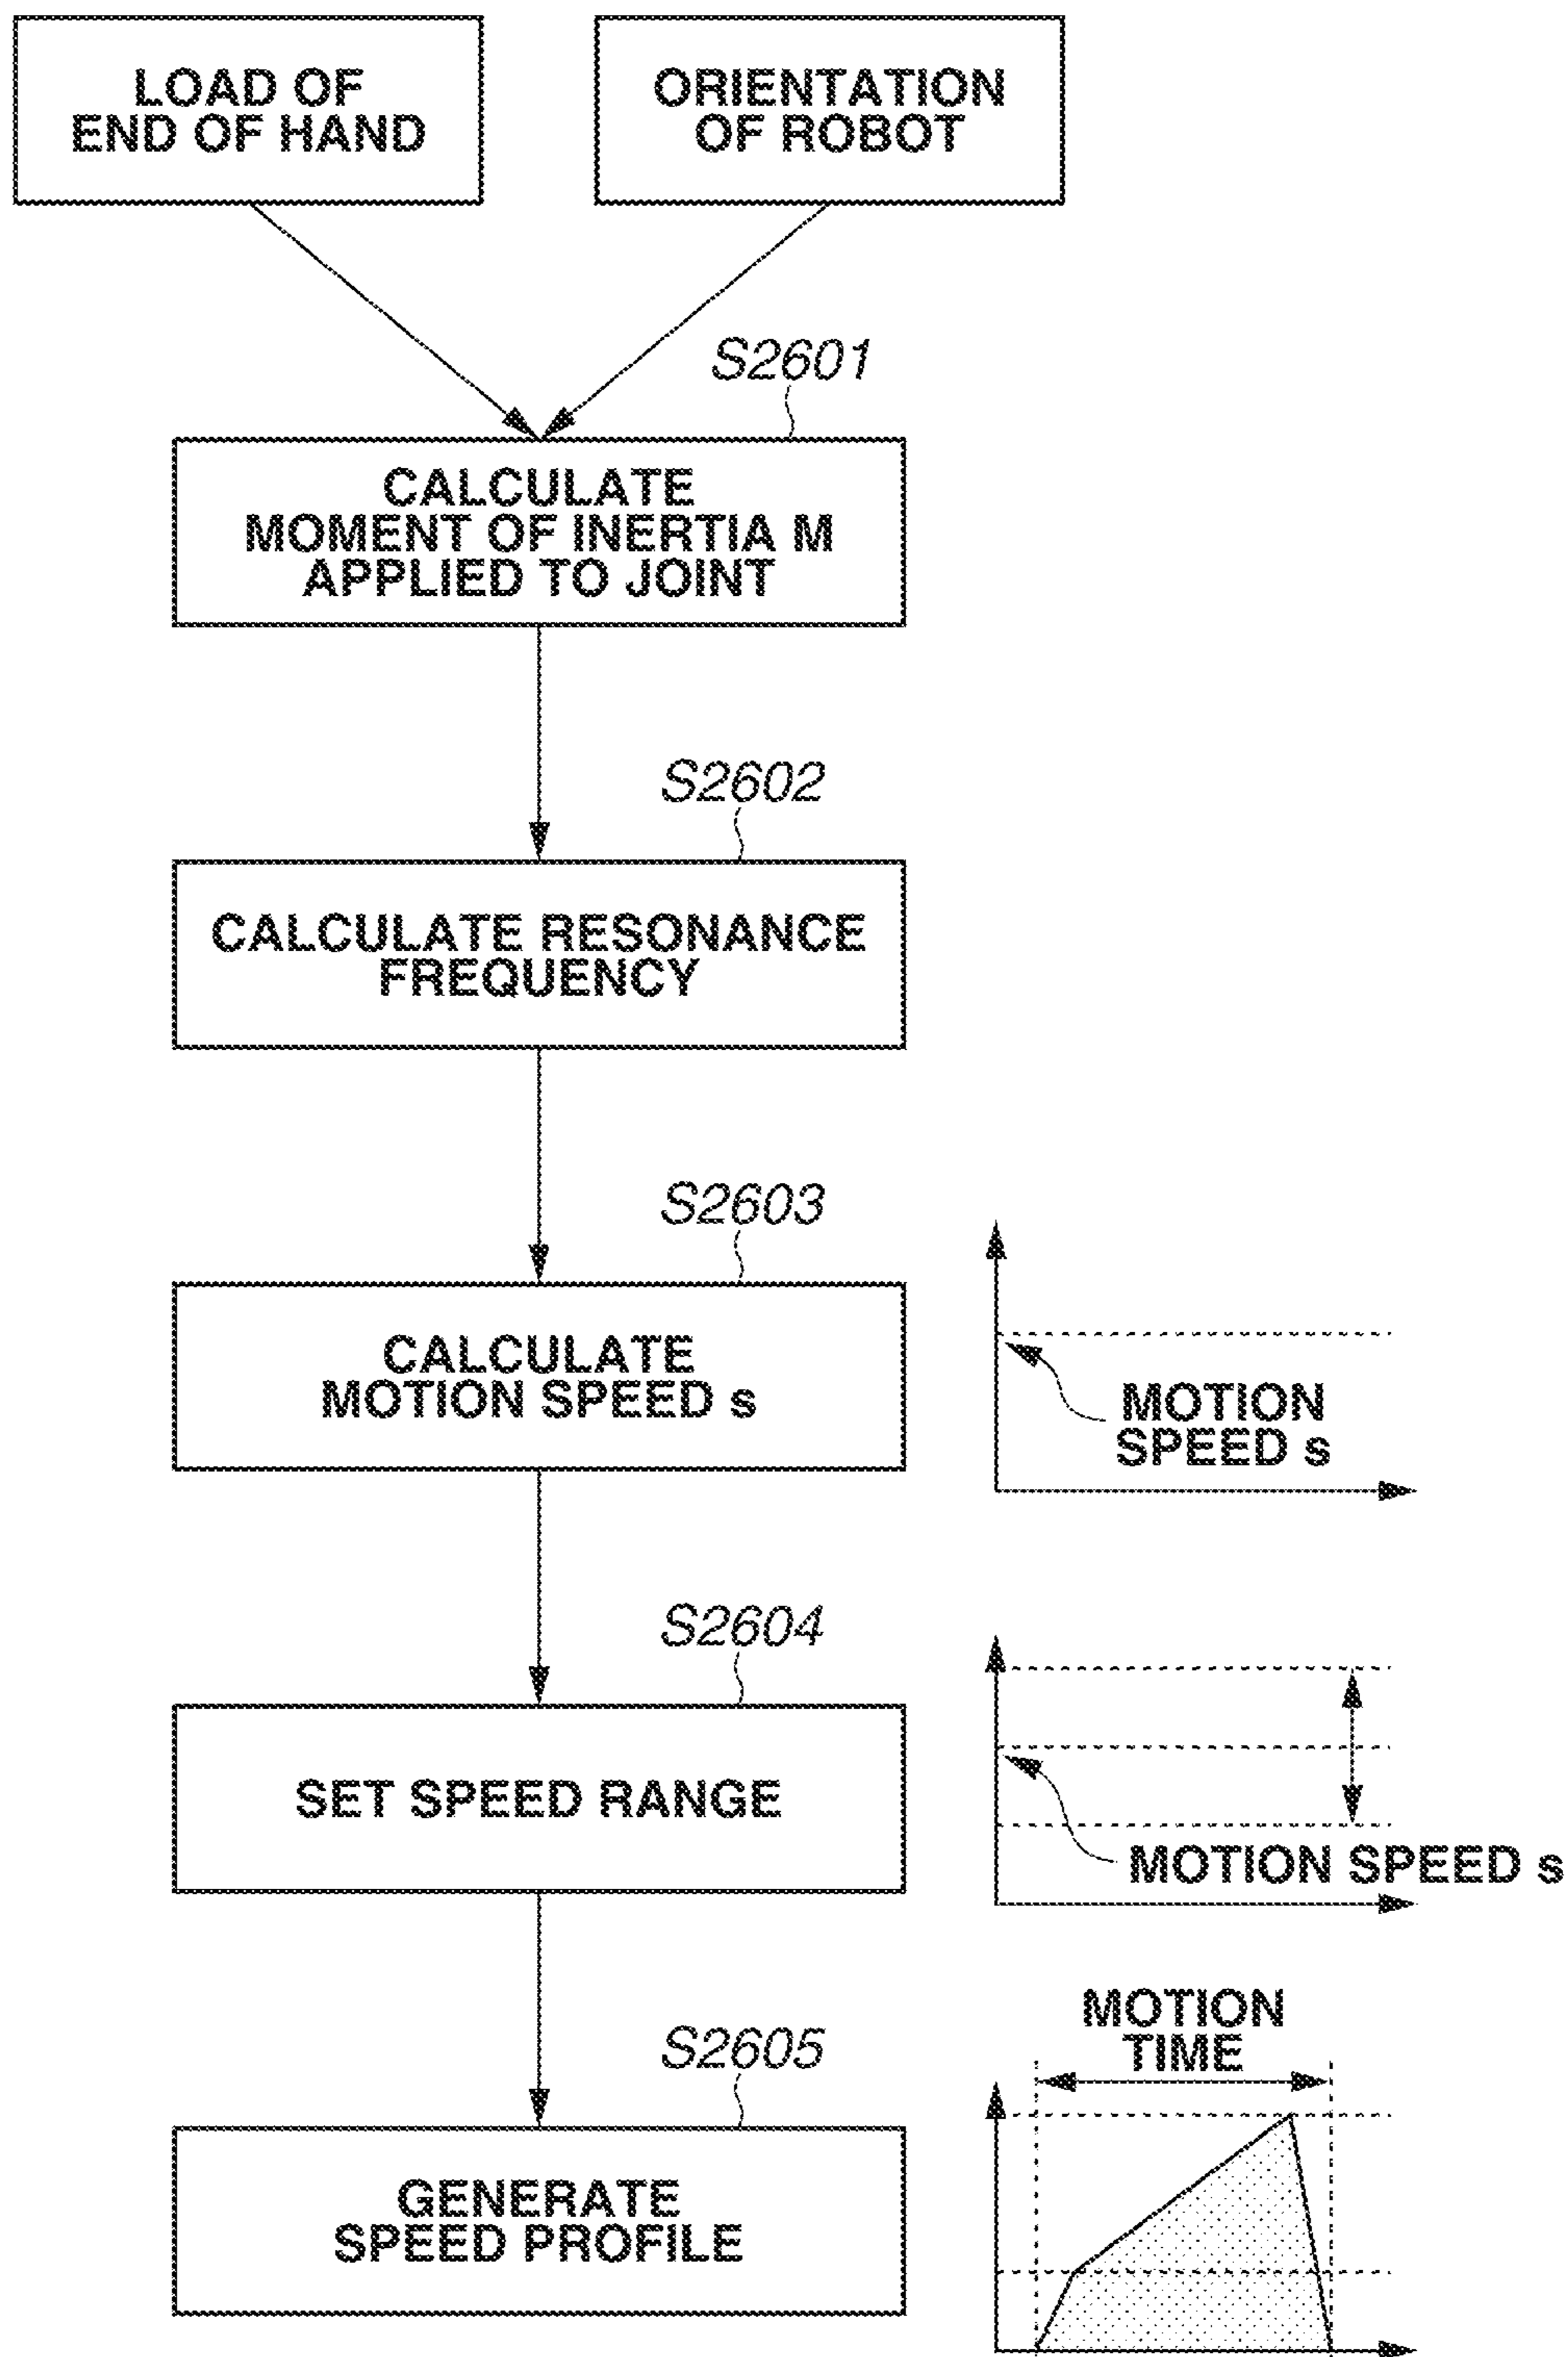 LOAD OF
END OF HAND
ORIENTATION
OF ROBOT
S2601
CALCULATE
MOMENT OF INERTIA M
APPLIED TO JOINT
S2602
CALCULATE RESONANCE
FREQUENCY
S2603
CALCULATE
MOTION SPEED s
MOTION
SPEED s
S2604
SET SPEED RANGE
MOTION SPEED s
S2605
GENERATE
SPEED PROFILE
MOTION
TIME